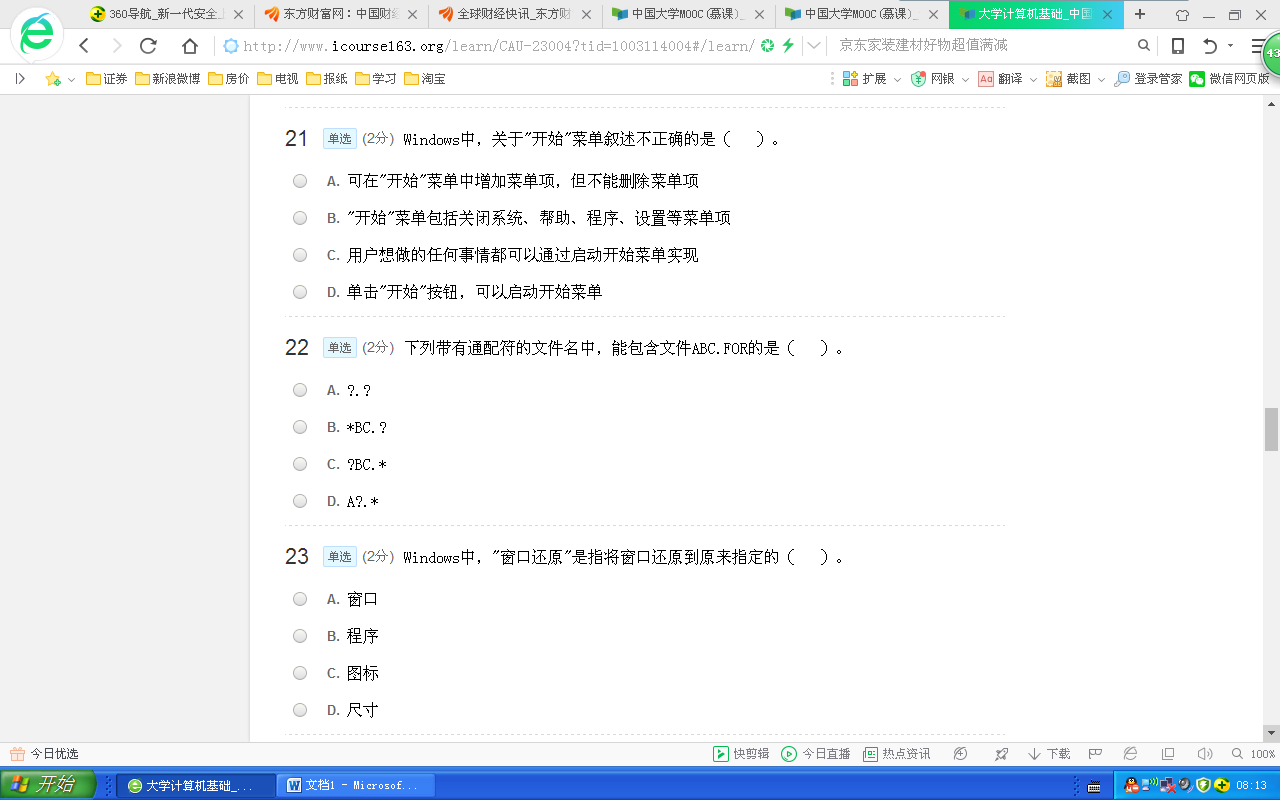 360导航_新一代安全_
东方财富网：中国财经
全球财经快讯_东方财
中国大学MOOC(慕课)_
中国大学MOOC(慕课)_
大学计算机基础_中国
http://www.icourse163.org/learn/CAU-23004?tid=1003114004#/learn/
京东家装建材好物超值满减
43
证券 新浪微博 房价 电视 报纸 学习 淘宝
扩展 网银 Aa 翻译 截图 登录管家 微信网页版
21 单选 (2分) Windows中，关于"开始"菜单叙述不正确的是（ ）。
A. 可在"开始"菜单中增加菜单项，但不能删除菜单项
B. "开始"菜单包括关闭系统、帮助、程序、设置等菜单项
C. 用户想做的任何事情都可以通过启动开始菜单实现
D. 单击"开始"按钮，可以启动开始菜单
22 单选 (2分) 下列带有通配符的文件名中，能包含文件ABC.FOR的是（ ）。
A. ?.?
B. *BC.?
C. ?BC.*
D. A?.*
23 单选 (2分) Windows中，"窗口还原"是指将窗口还原到原来指定的（ ）。
A. 窗口
B. 程序
C. 图标
D. 尺寸
今日优选 快剪辑 今日直播 热点资讯 下载 100%
开始 大学计算机基础_... 文档1 - Microsof... 08:13